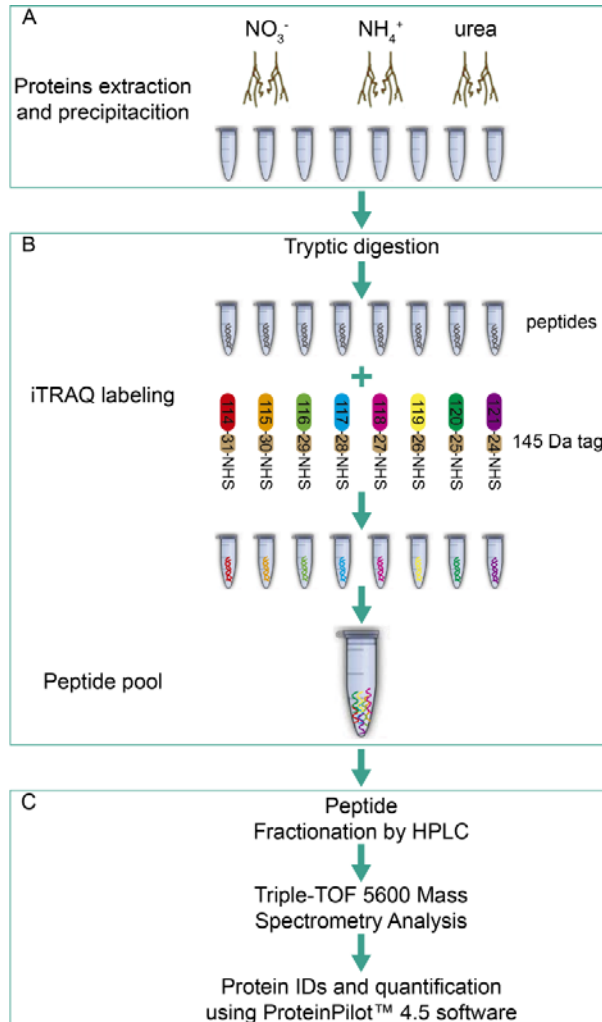 A
NO3- NH4+ urea
Proteins extraction
and precipitacition
B
Tryptic digestion
peptides
iTRAQ labeling
114 115 116 117 118 119 120 121
31 30 29 28 27 26 25 24
-NHS -NHS -NHS -NHS -NHS -NHS -NHS -NHS
145 Da tag
Peptide pool
C
Peptide
Fractionation by HPLC
Triple-TOF 5600 Mass
Spectrometry Analysis
Protein IDs and quantification
using ProteinPilot™ 4.5 software